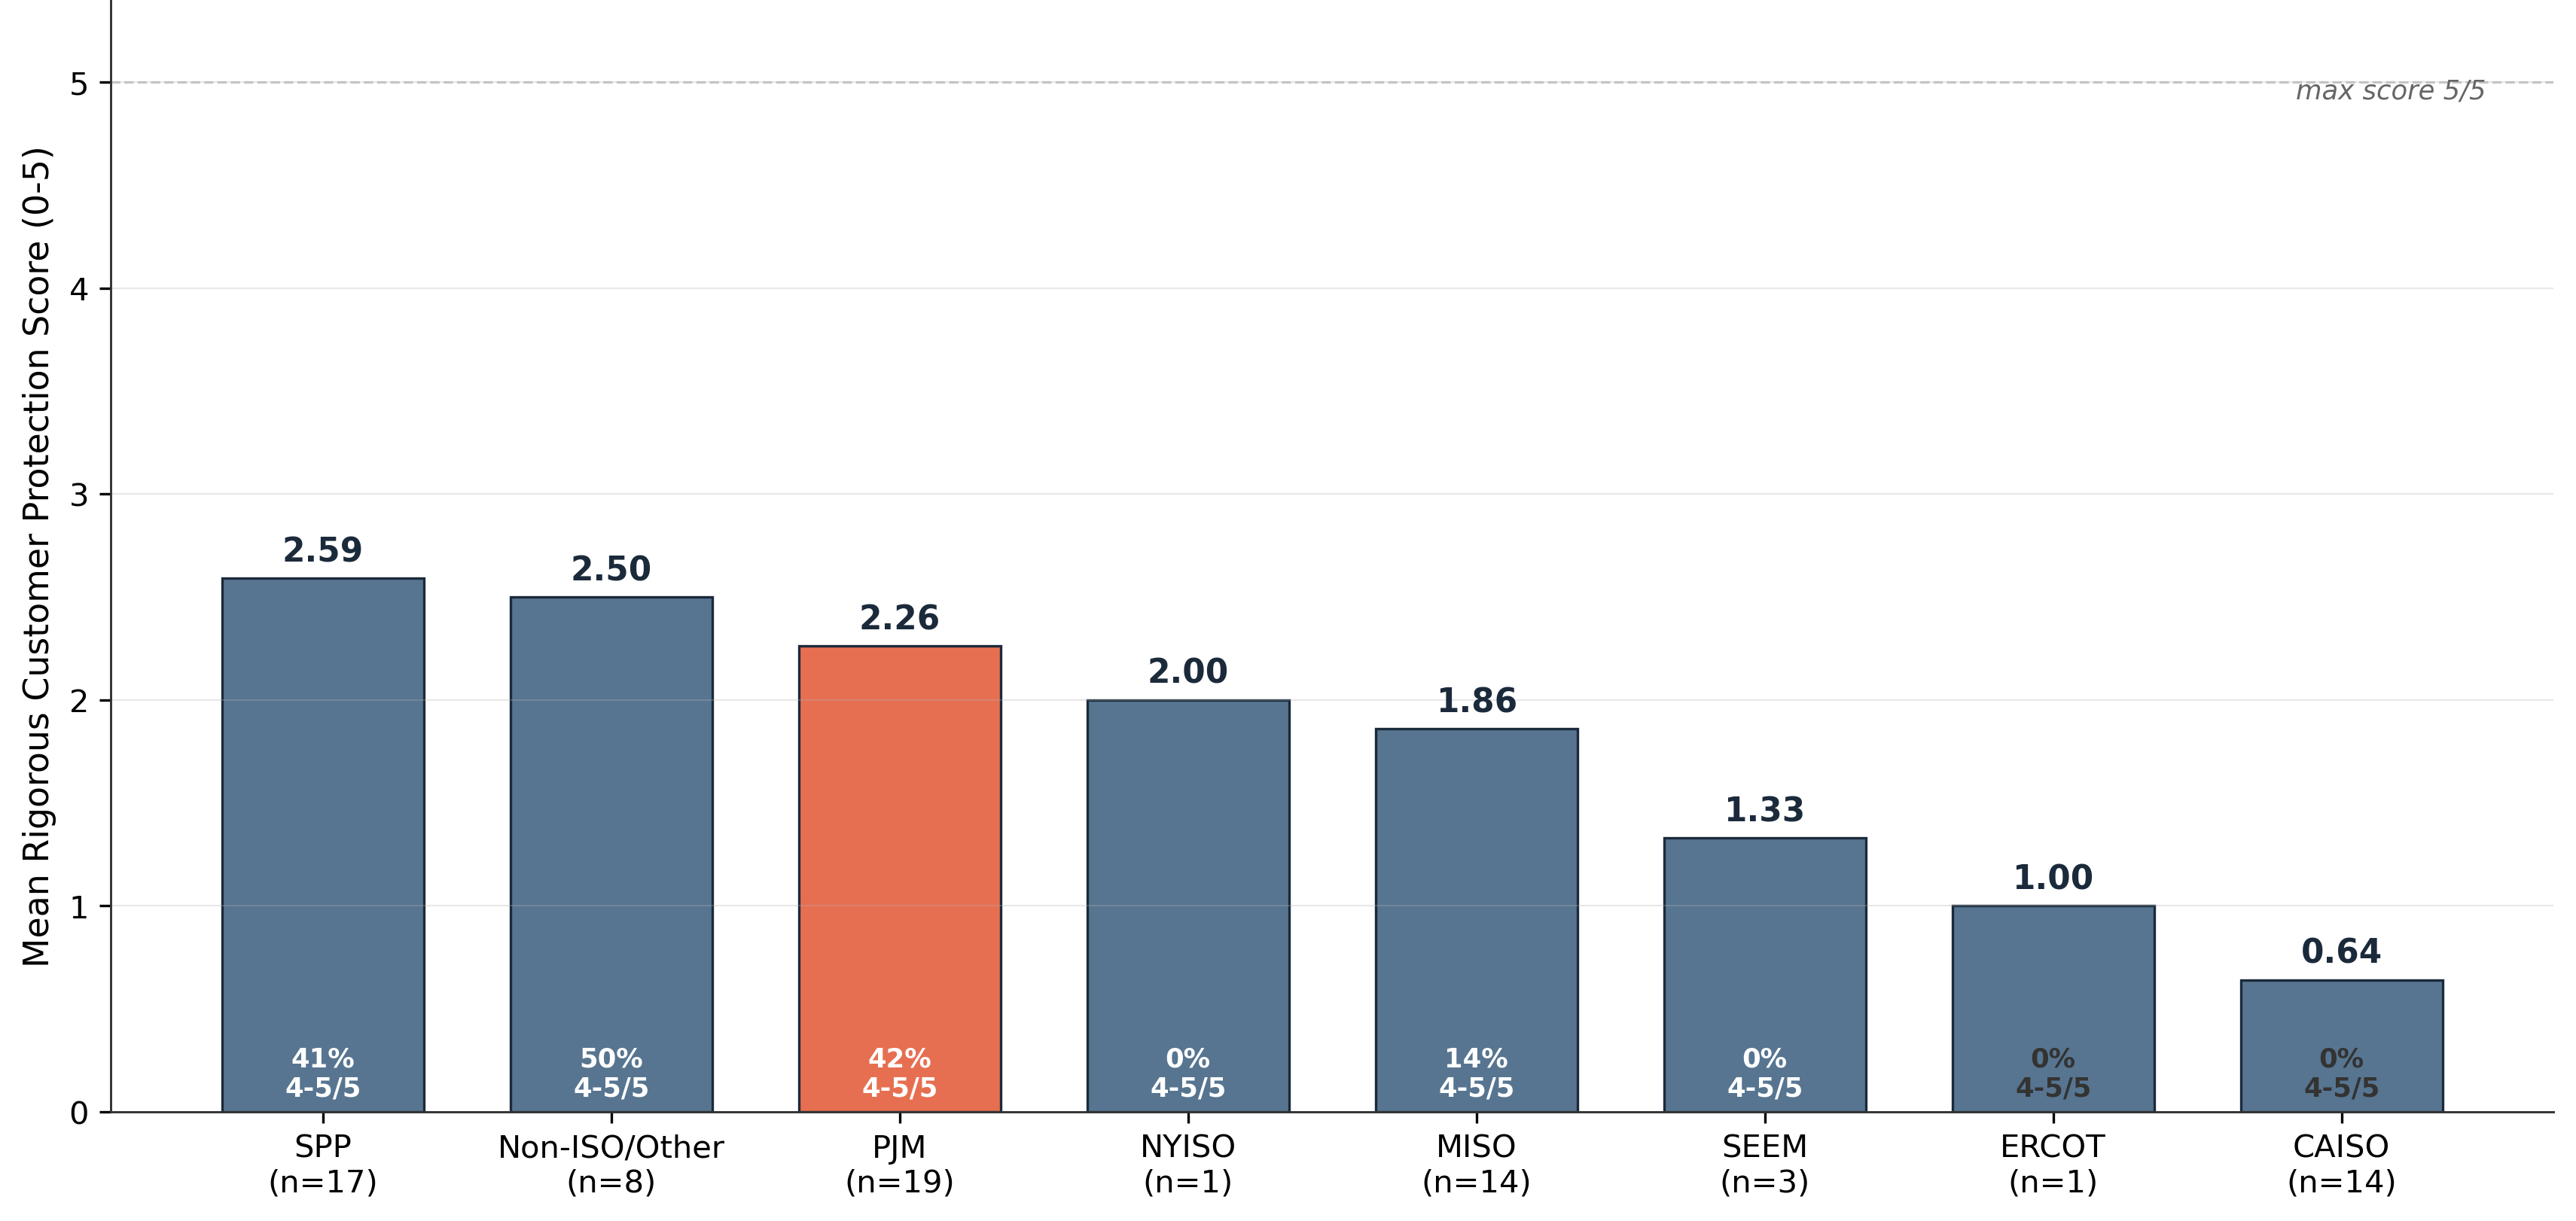 Mean Rigorous Customer Protection Score (0-5)
5
4
3
2
1
0
max score 5/5
2.59
2.50
2.26
2.00
1.86
1.33
1.00
0.64
41%
4-5/5
50%
4-5/5
42%
4-5/5
0%
4-5/5
14%
4-5/5
0%
4-5/5
0%
4-5/5
0%
4-5/5
SPP
(n=17)
Non-ISO/Other
(n=8)
PJM
(n=19)
NYISO
(n=1)
MISO
(n=14)
SEEM
(n=3)
ERCOT
(n=1)
CAISO
(n=14)